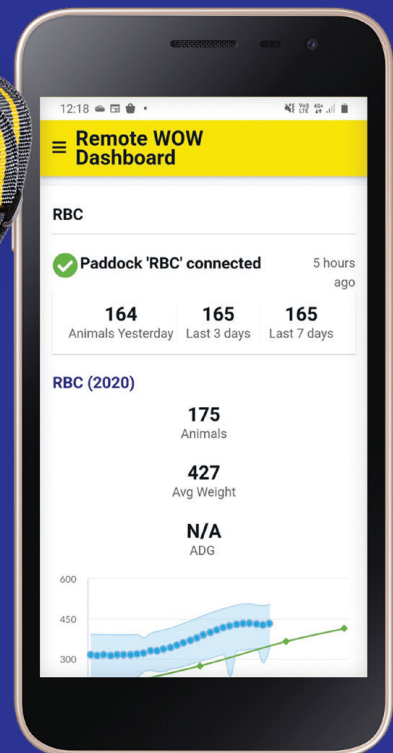 12:18
Remote WOW
Dashboard
RBC
Paddock 'RBC' connected
5 hours
ago
164
165
165
Animals Yesterday
Last 3 days
Last 7 days
RBC (2020)
175
Animals
427
Avg Weight
N/A
ADG
600
450
300